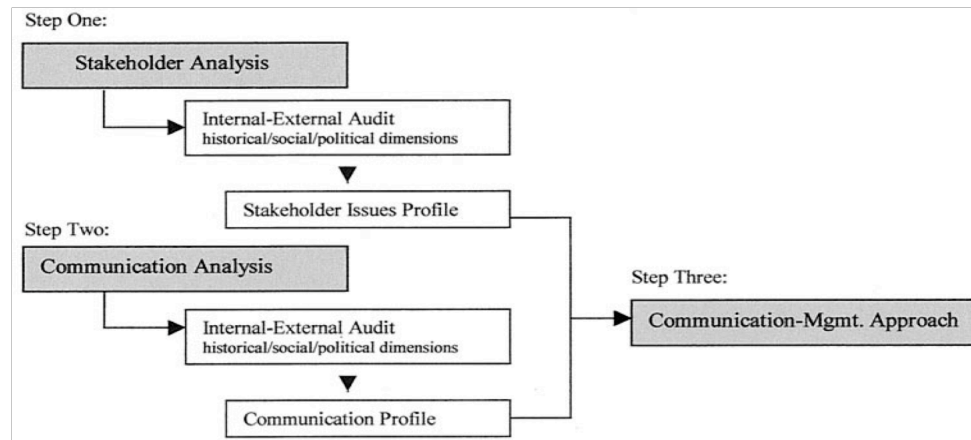 Step One:
Stakeholder Analysis
Internal-External Audit
historical/social/political dimensions
Stakeholder Issues Profile
Step Two:
Communication Analysis
Internal-External Audit
historical/social/political dimensions
Communication Profile
Step Three:
Communication-Mgmt. Approach